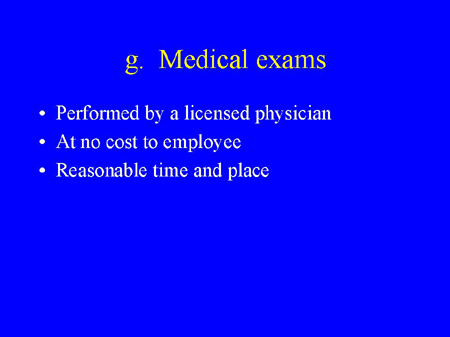 g. Medical exams
• Performed by a licensed physician
• At no cost to employee
• Reasonable time and place